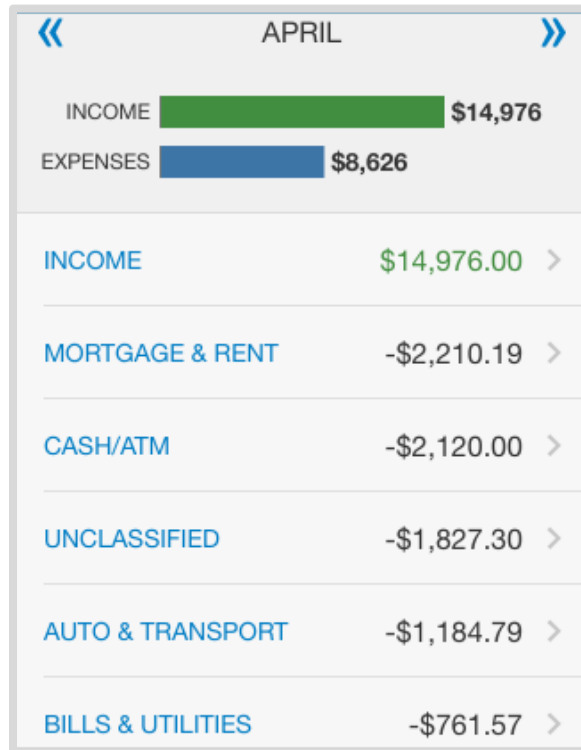 APRIL
INCOME $14,976
EXPENSES $8,626
INCOME $14,976.00
MORTGAGE & RENT -$2,210.19
CASH/ATM -$2,120.00
UNCLASSIFIED -$1,827.30
AUTO & TRANSPORT -$1,184.79
BILLS & UTILITIES -$761.57